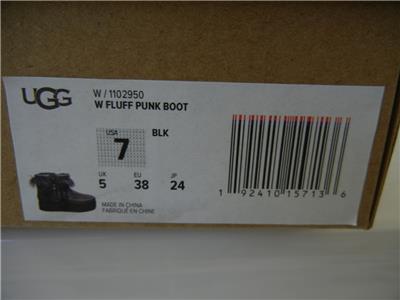 UGG
W / 1102950
W FLUFF PUNK BOOT
USA
7
BLK
UK EU JP
5 38 24
MADE IN CHINA
FABRIQUÉ EN CHINE
1 92410 15713 6